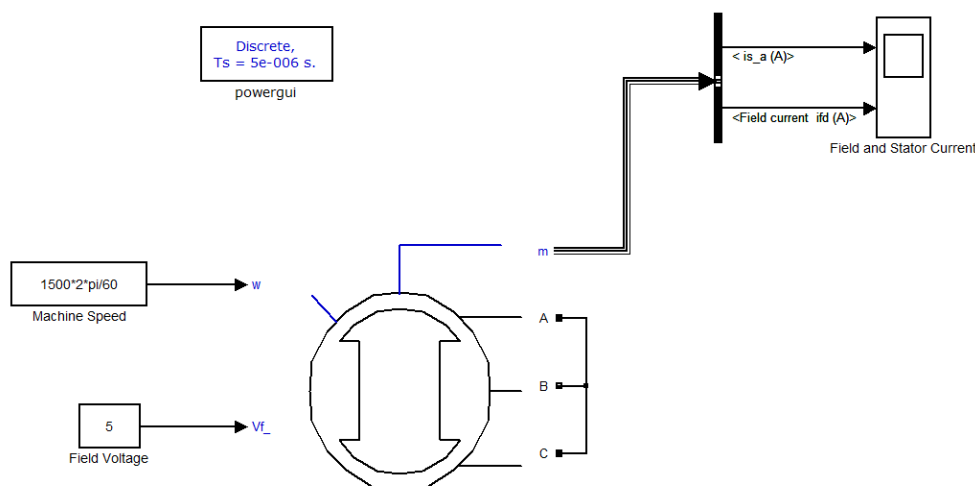 Discrete,
Ts = 5e-006 s.
powergui
< is_a (A)>
<Field current ifd (A)>
Field and Stator Current
m
1500*2*pi/60
w
Machine Speed
A
B
5
Vf_
C
Field Voltage